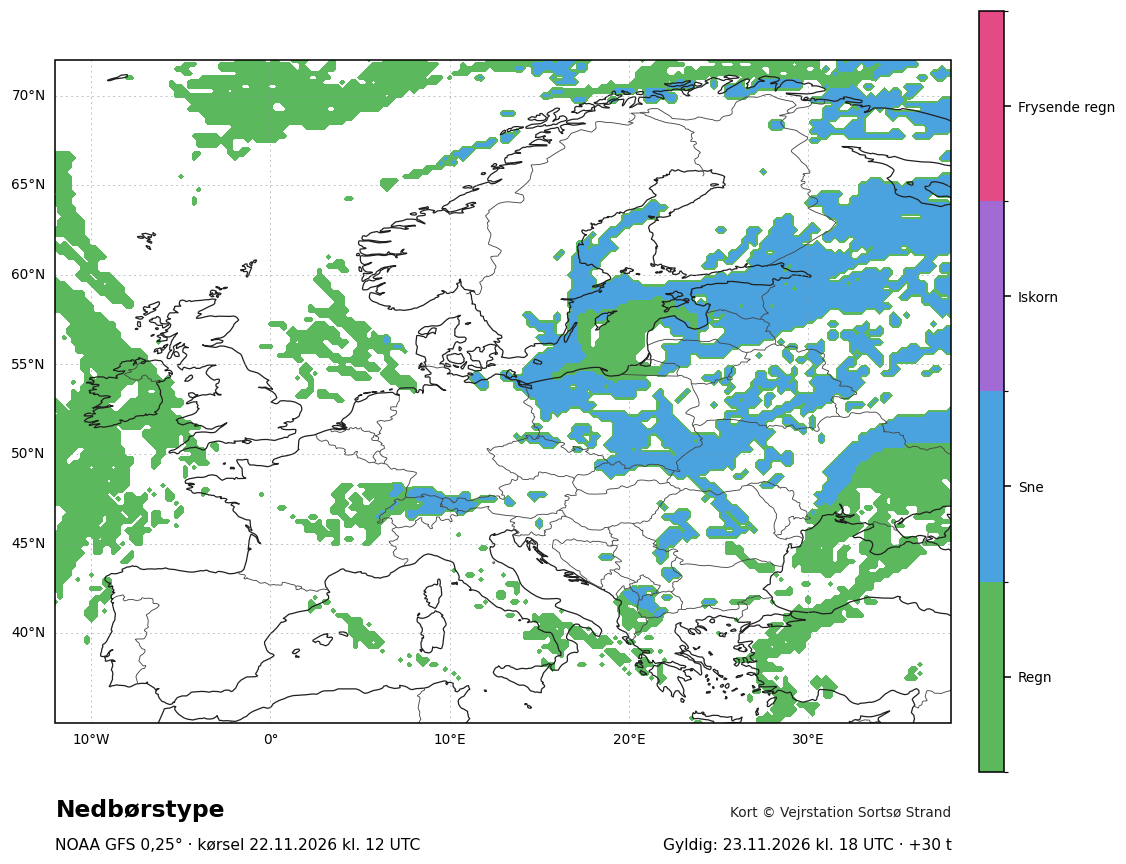 70°N
65°N
60°N
55°N
50°N
45°N
40°N
10°W
0°
10°E
20°E
30°E
Frysende regn
Iskorn
Sne
Regn
Nedbørstype
Kort © Vejrstation Sortsø Strand
NOAA GFS 0,25° · kørsel 22.11.2026 kl. 12 UTC
Gyldig: 23.11.2026 kl. 18 UTC · +30 t